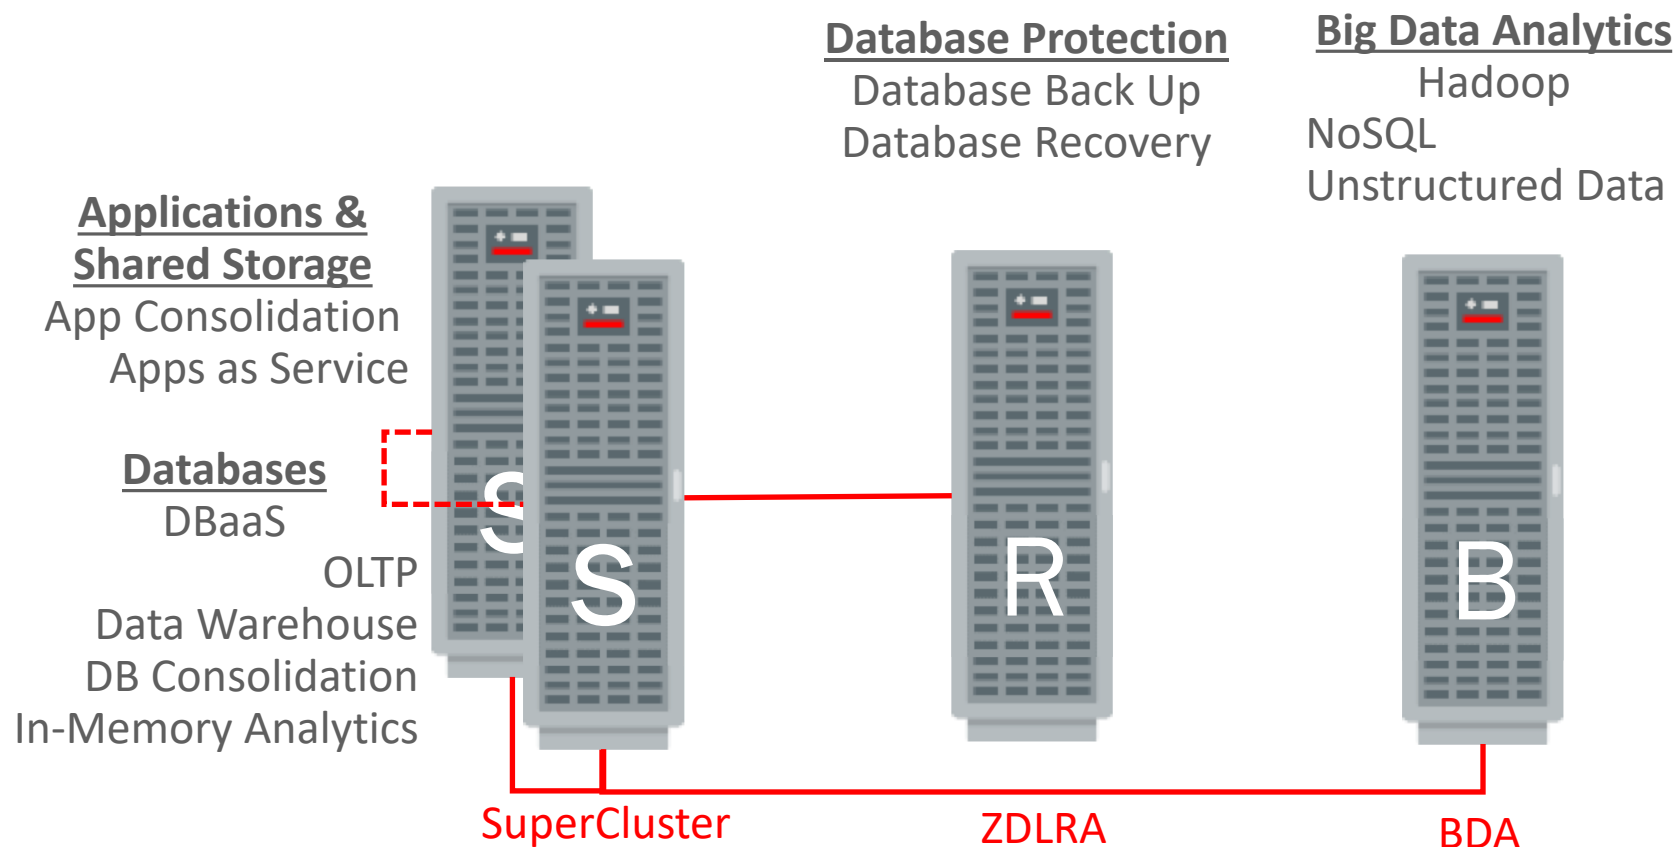 Database Protection
Database Back Up
Database Recovery
Big Data Analytics
Hadoop
NoSQL
Unstructured Data
Applications &
Shared Storage
App Consolidation
Apps as Service
Databases
DBaaS
OLTP
Data Warehouse
DB Consolidation
In-Memory Analytics
S
S
R
B
SuperCluster
ZDLRA
BDA